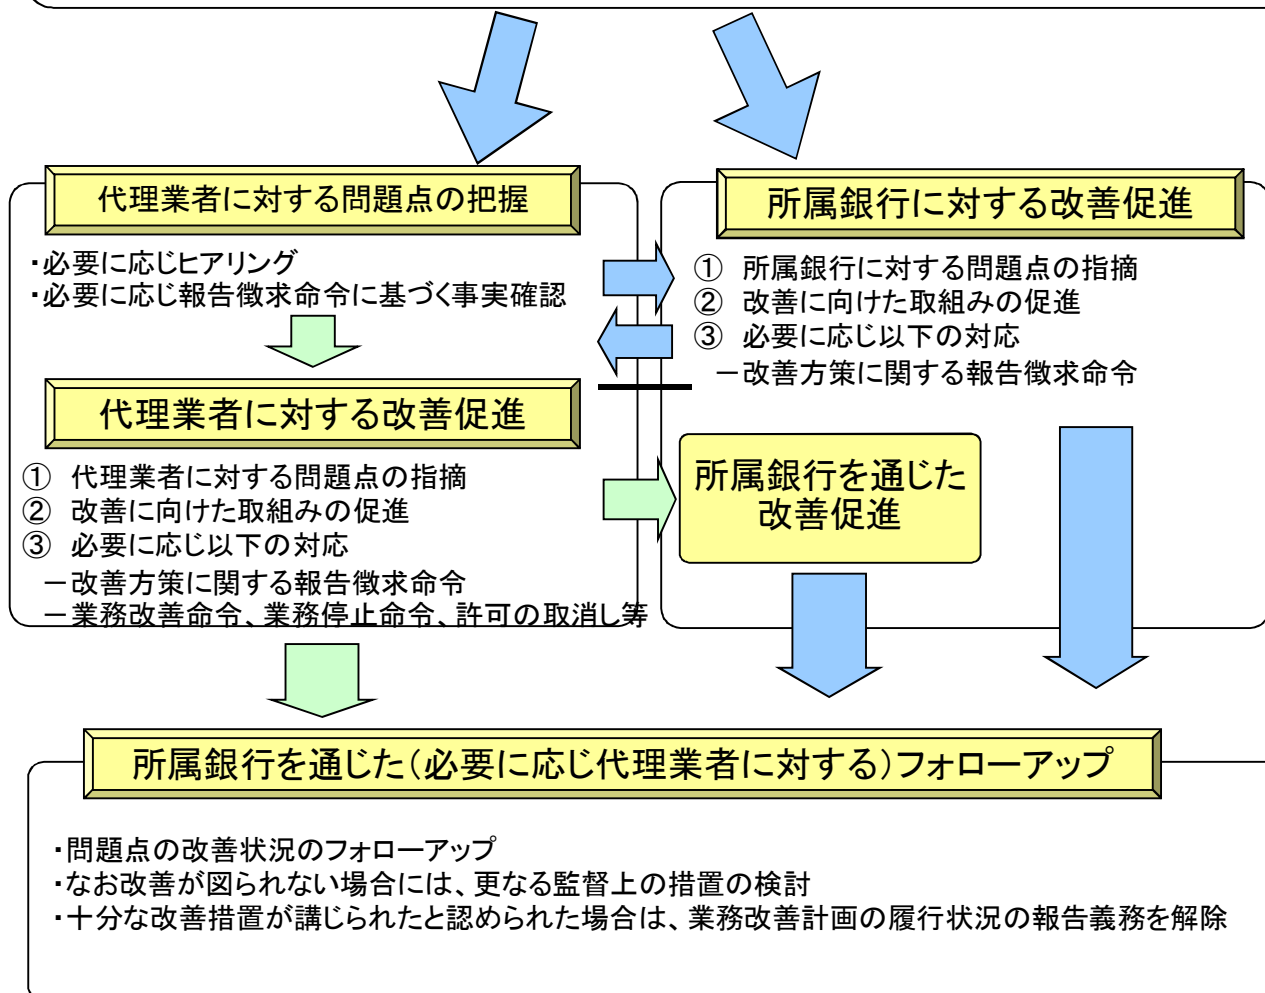 代理業者に対する問題点の把握
・必要に応じヒアリング
・必要に応じ報告徴求命令に基づく事実確認
代理業者に対する改善促進
① 代理業者に対する問題点の指摘
② 改善に向けた取組みの促進
③ 必要に応じ以下の対応
－改善方策に関する報告徴求命令
－業務改善命令、業務停止命令、許可の取消し等
所属銀行に対する改善促進
① 所属銀行に対する問題点の指摘
② 改善に向けた取組みの促進
③ 必要に応じ以下の対応
－改善方策に関する報告徴求命令
所属銀行を通じた
改善促進
所属銀行を通じた（必要に応じ代理業者に対する）フォローアップ
・問題点の改善状況のフォローアップ
・なお改善が図られない場合には、更なる監督上の措置の検討
・十分な改善措置が講じられたと認められた場合は、業務改善計画の履行状況の報告義務を解除